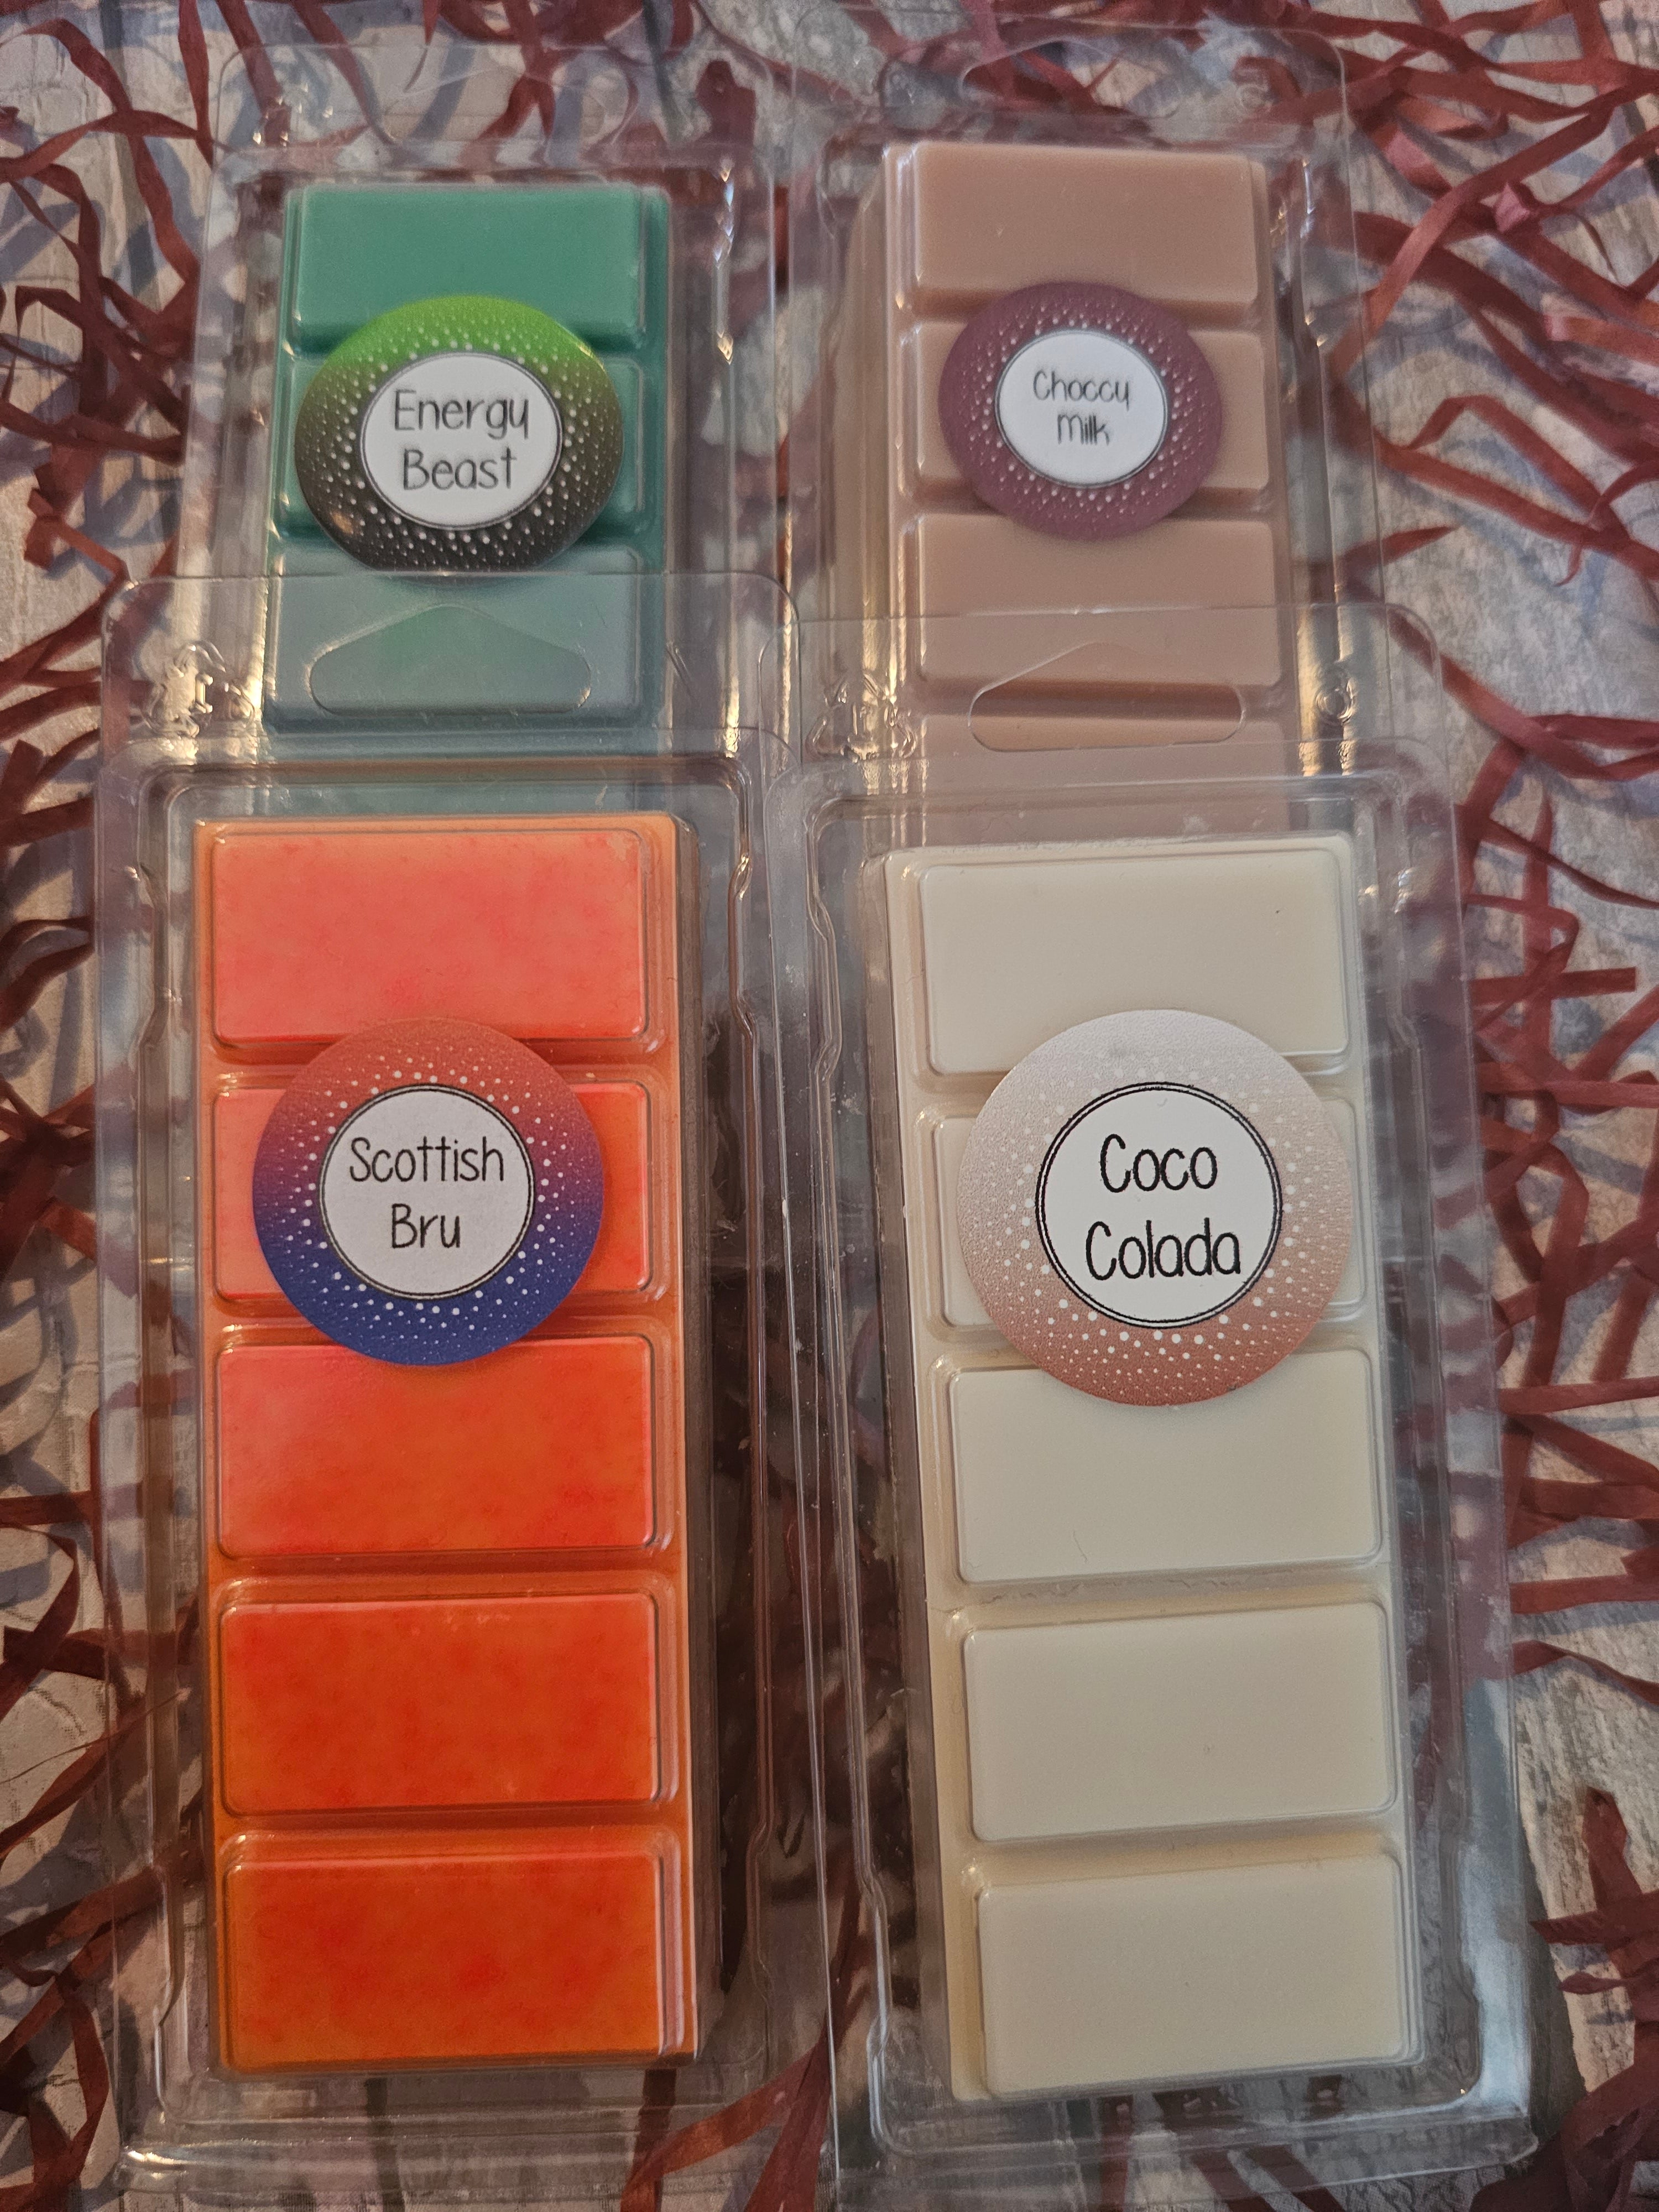 Energy
Beast
Choccy
Milk
Scottish
Bru
Coco
Colada